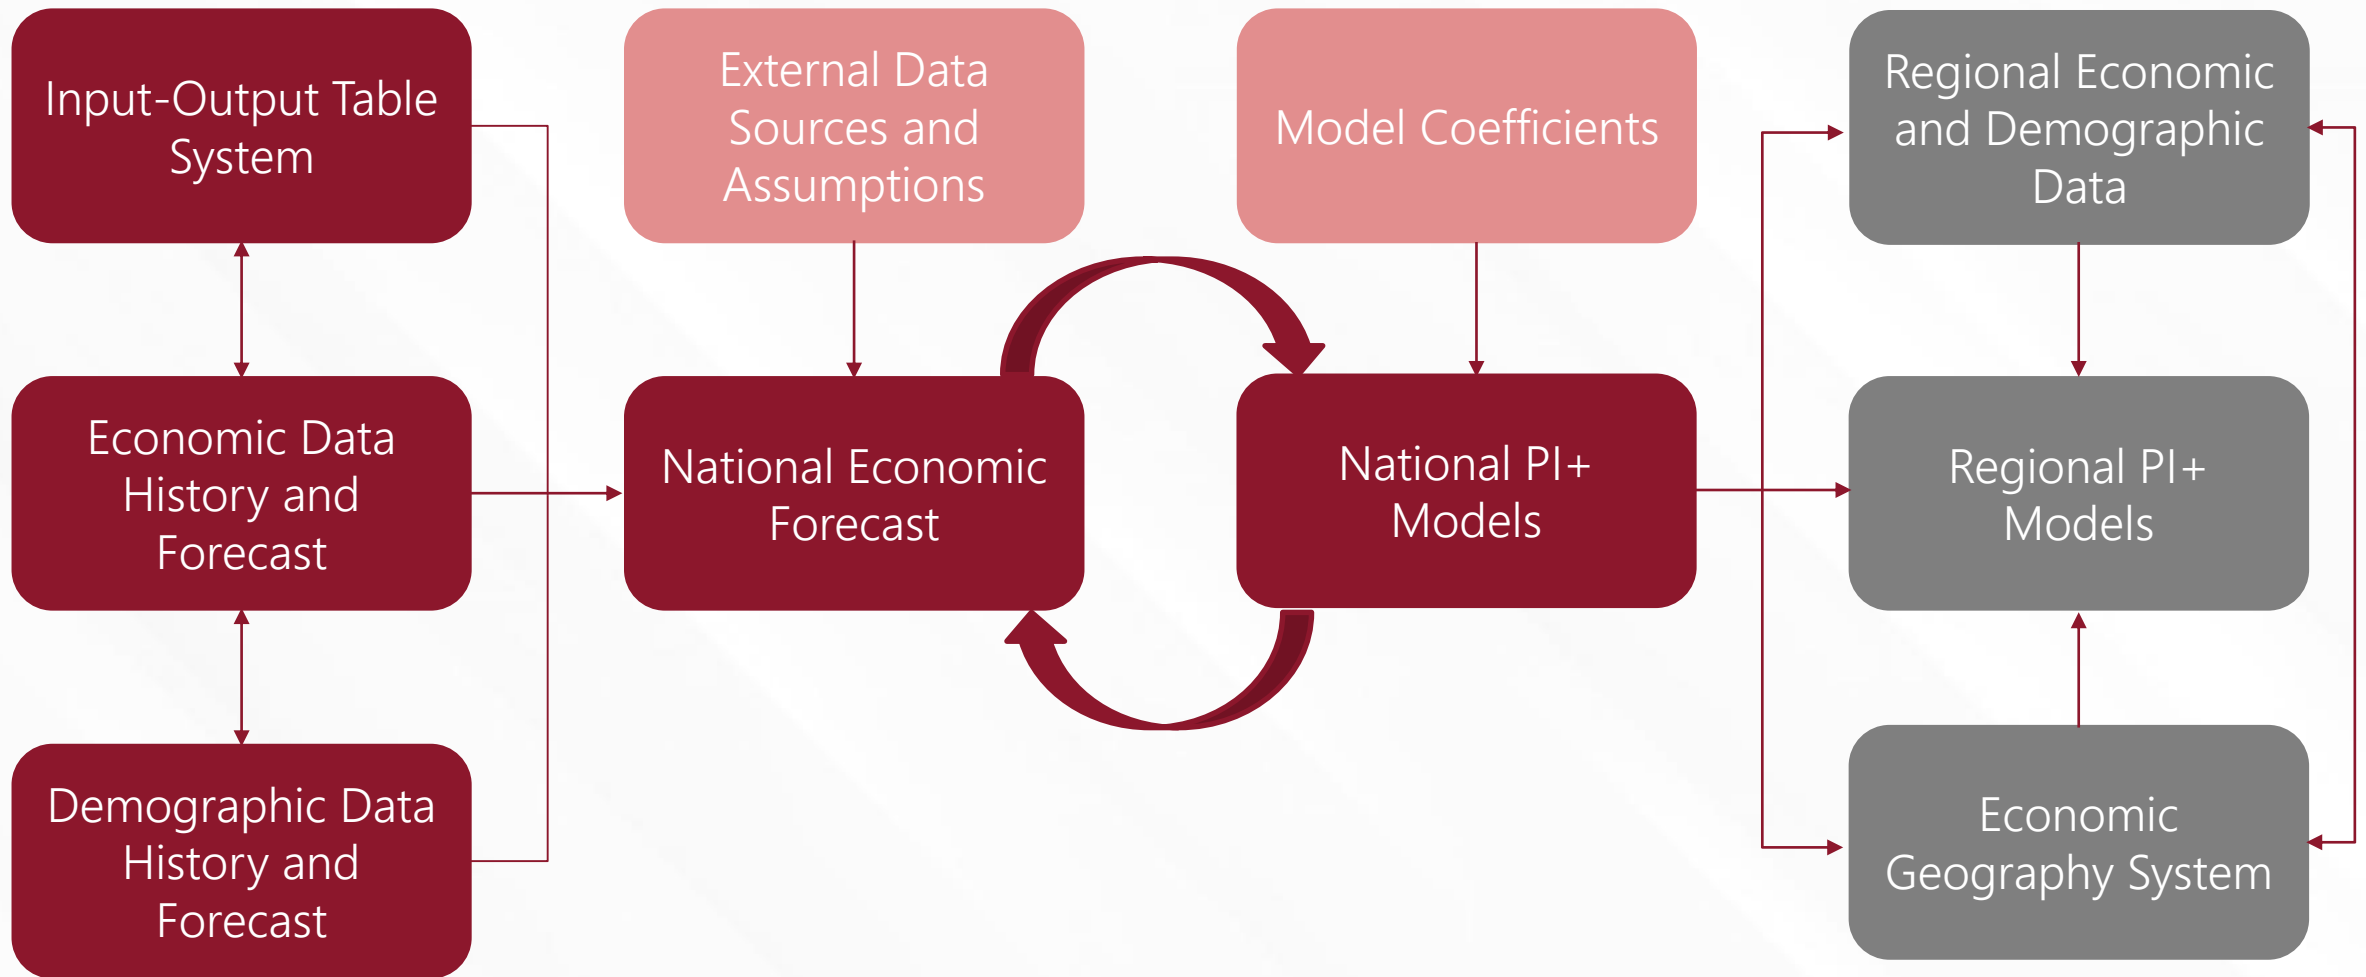 Input-Output Table
System
External Data
Sources and
Assumptions
Model Coefficients
Regional Economic
and Demographic
Data
Economic Data
History and
Forecast
National Economic
Forecast
National PI+
Models
Regional PI+
Models
Demographic Data
History and
Forecast
Economic
Geography System